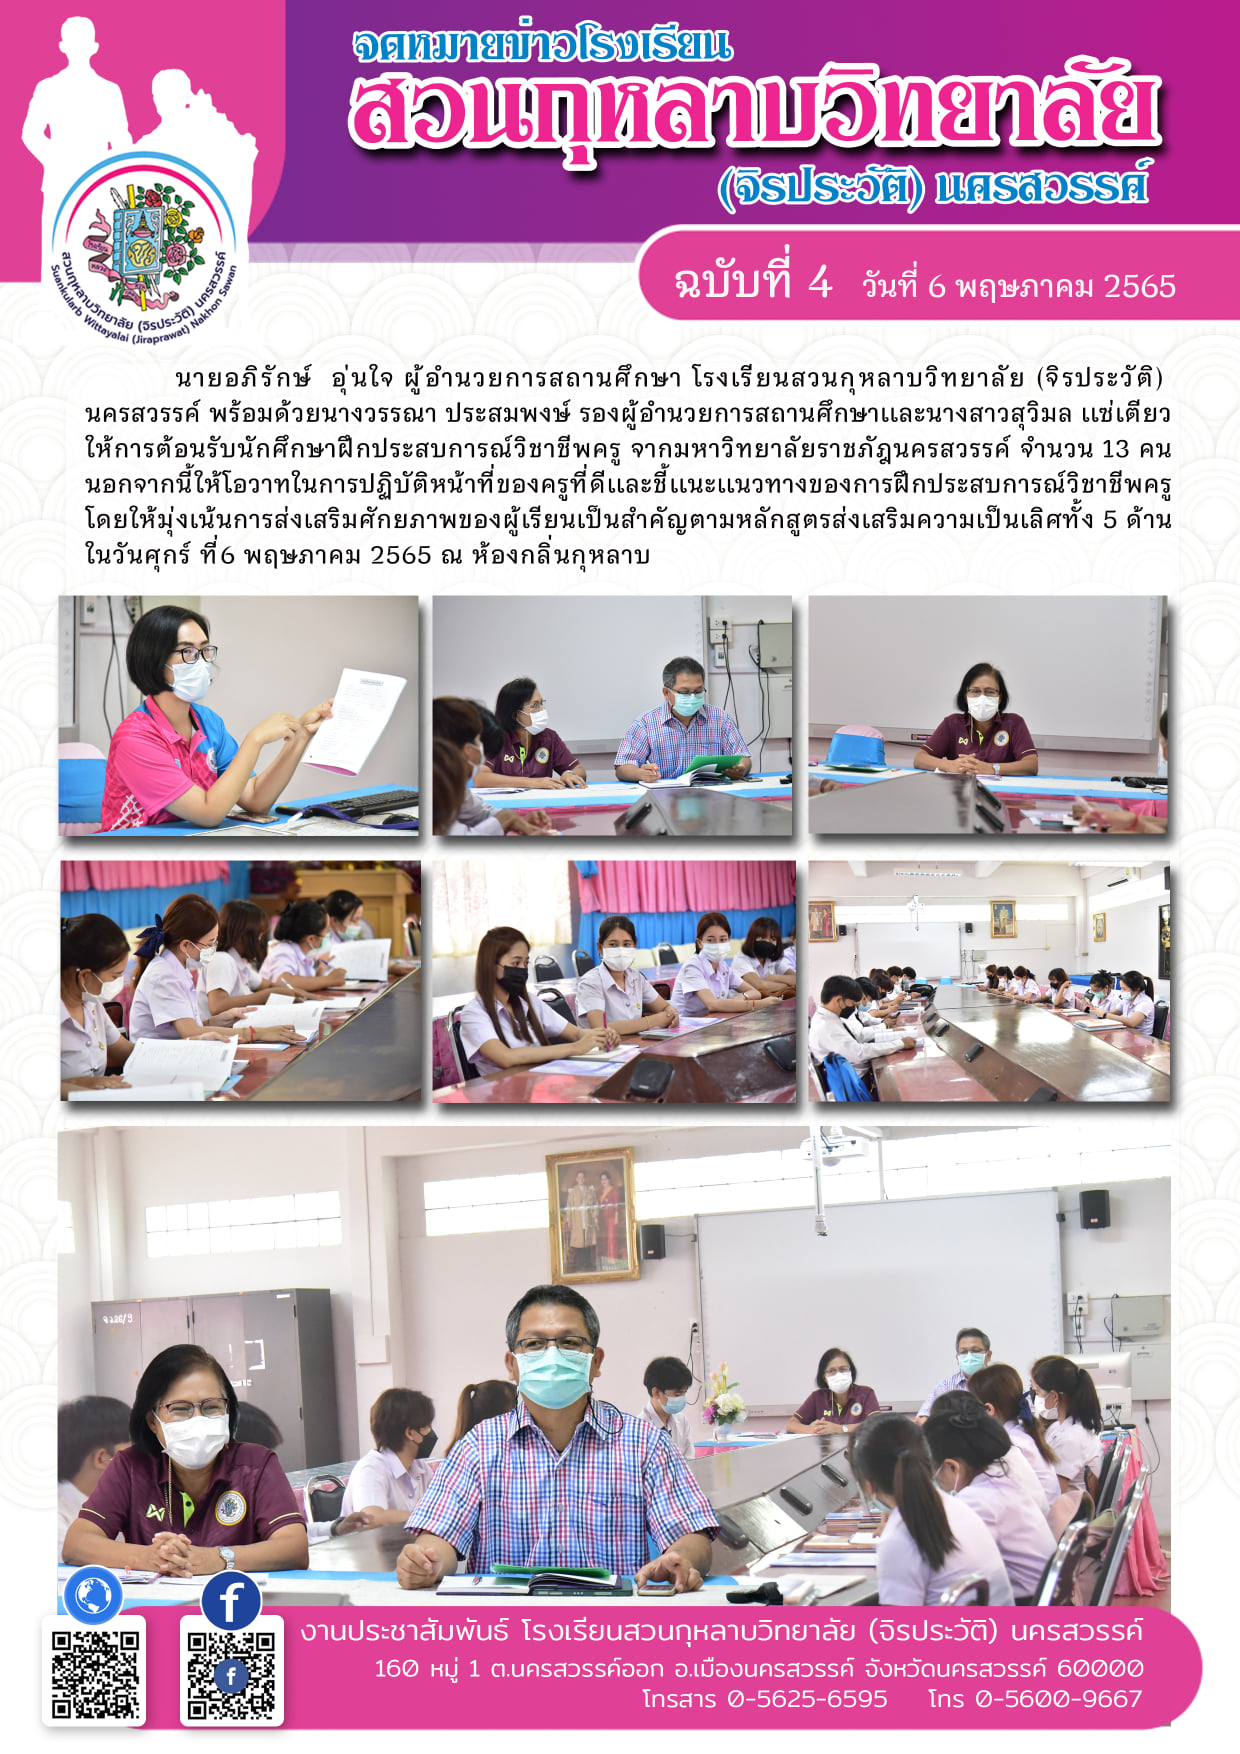 จดหมายข่าวโรงเรียน
สวนกุหลาบวิทยาลัย
(จิรประวัติ) นครสวรรค์
โรงเรียน
หลวง
สวนกุหลาบวิทยาลัย (จิรประวัติ) นครสวรรค์
Suankularb Wittayalai (Jiraprawat) Nakhon Sawan
ฉบับที่ 4 วันที่ 6 พฤษภาคม 2565
นายอภิรักษ์ อุ่นใจ ผู้อำนวยการสถานศึกษา โรงเรียนสวนกุหลาบวิทยาลัย (จิรประวัติ)
นครสวรรค์ พร้อมด้วยนางวรรณา ประสมพงษ์ รองผู้อำนวยการสถานศึกษาและนางสาวสุวิมล แซ่เตียว
ให้การต้อนรับนักศึกษาฝึกประสบการณ์วิชาชีพครู จากมหาวิทยาลัยราชภัฎนครสวรรค์ จำนวน 13 คน
นอกจากนี้ให้โอวาทในการปฏิบัติหน้าที่ของครูที่ดีและชี้แนะแนวทางของการฝึกประสบการณ์วิชาชีพครู
โดยให้มุ่งเน้นการส่งเสริมศักยภาพของผู้เรียนเป็นสำคัญตามหลักสูตรส่งเสริมความเป็นเลิศทั้ง 5 ด้าน
ในวันศุกร์ ที่6 พฤษภาคม 2565 ณ ห้องกลิ่นกุหลาบ
งานประชาสัมพันธ์ โรงเรียนสวนกุหลาบวิทยาลัย (จิรประวัติ) นครสวรรค์
160 หมู่ 1 ต.นครสวรรค์ออก อ.เมืองนครสวรรค์ จังหวัดนครสวรรค์ 60000
โทรสาร 0-5625-6595 โทร 0-5600-9667